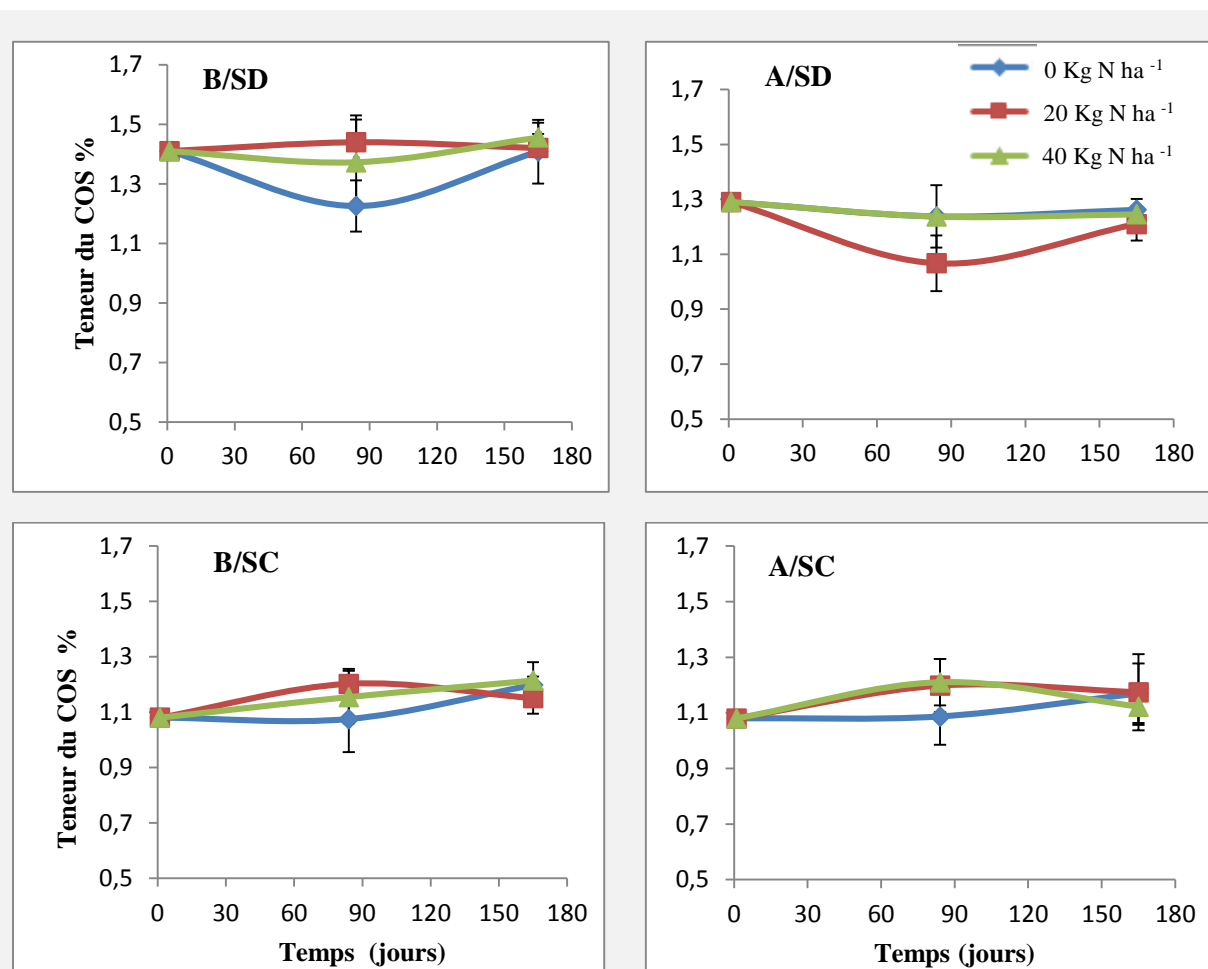 B/SD
1,7
1,5
1,3
1,1
0,9
0,7
0,5
Teneur du COS %
0 30 60 90 120 150 180
A/SD
1,7
1,5
1,3
1,1
0,9
0,7
0,5
0 30 60 90 120 150 180
0 Kg N ha -1
20 Kg N ha -1
40 Kg N ha -1
B/SC
1,7
1,5
1,3
1,1
0,9
0,7
0,5
Teneur du COS %
0 30 60 90 120 150 180
Temps (jours)
A/SC
1,7
1,5
1,3
1,1
0,9
0,7
0,5
0 30 60 90 120 150 180
Temps (jours)